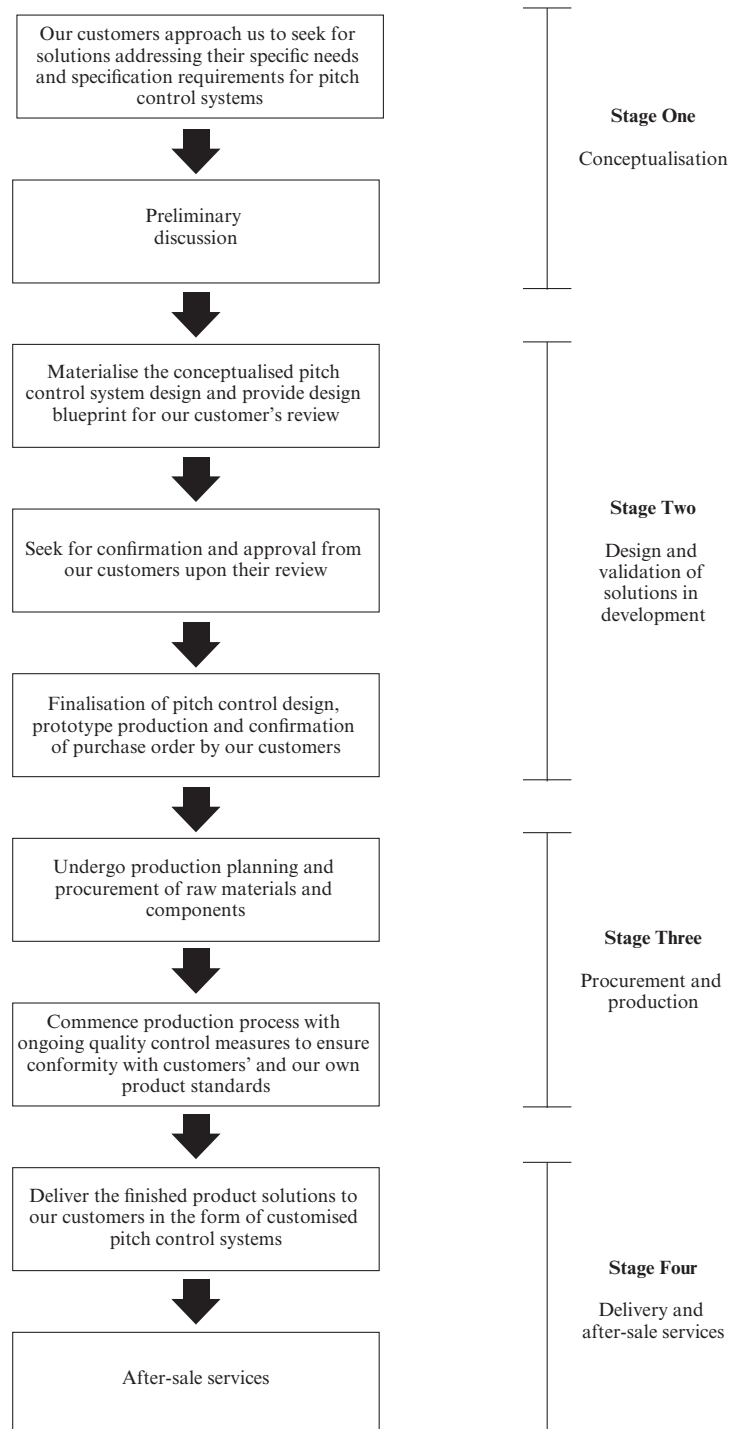 Our customers approach us to seek for
solutions addressing their specific needs
and specification requirements for pitch
control systems
Stage One
Conceptualisation
Preliminary
discussion
Materialise the conceptualised pitch
control system design and provide design
blueprint for our customer’s review
Seek for confirmation and approval from
our customers upon their review
Stage Two
Design and
validation of
solutions in
development
Finalisation of pitch control design,
prototype production and confirmation
of purchase order by our customers
Undergo production planning and
procurement of raw materials and
components
Stage Three
Procurement and
production
Commence production process with
ongoing quality control measures to ensure
conformity with customers’ and our own
product standards
Deliver the finished product solutions to
our customers in the form of customised
pitch control systems
Stage Four
Delivery and
after-sale services
After-sale services